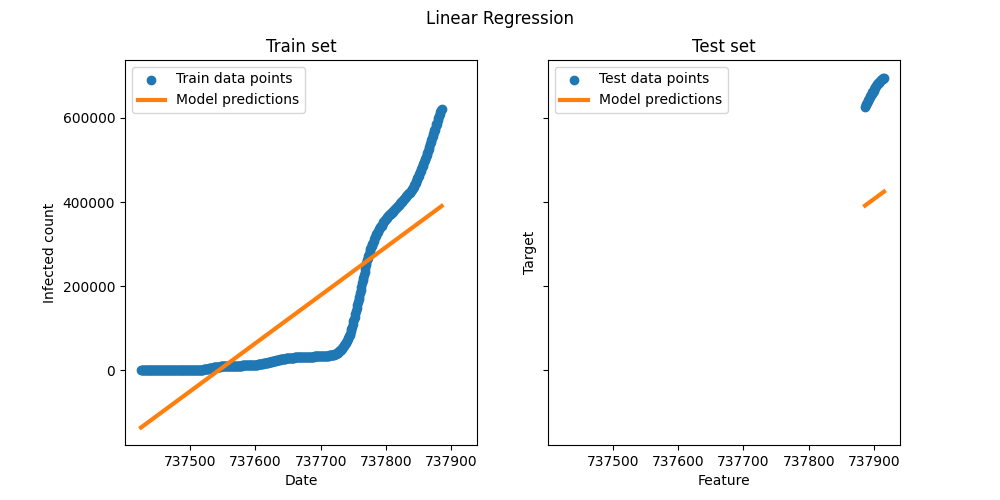 Linear Regression
Train set
Train data points
Model predictions
600000
400000
200000
0
Infected count
737500 737600 737700 737800 737900
Date
Test set
Test data points
Model predictions
Target
737500 737600 737700 737800 737900
Feature